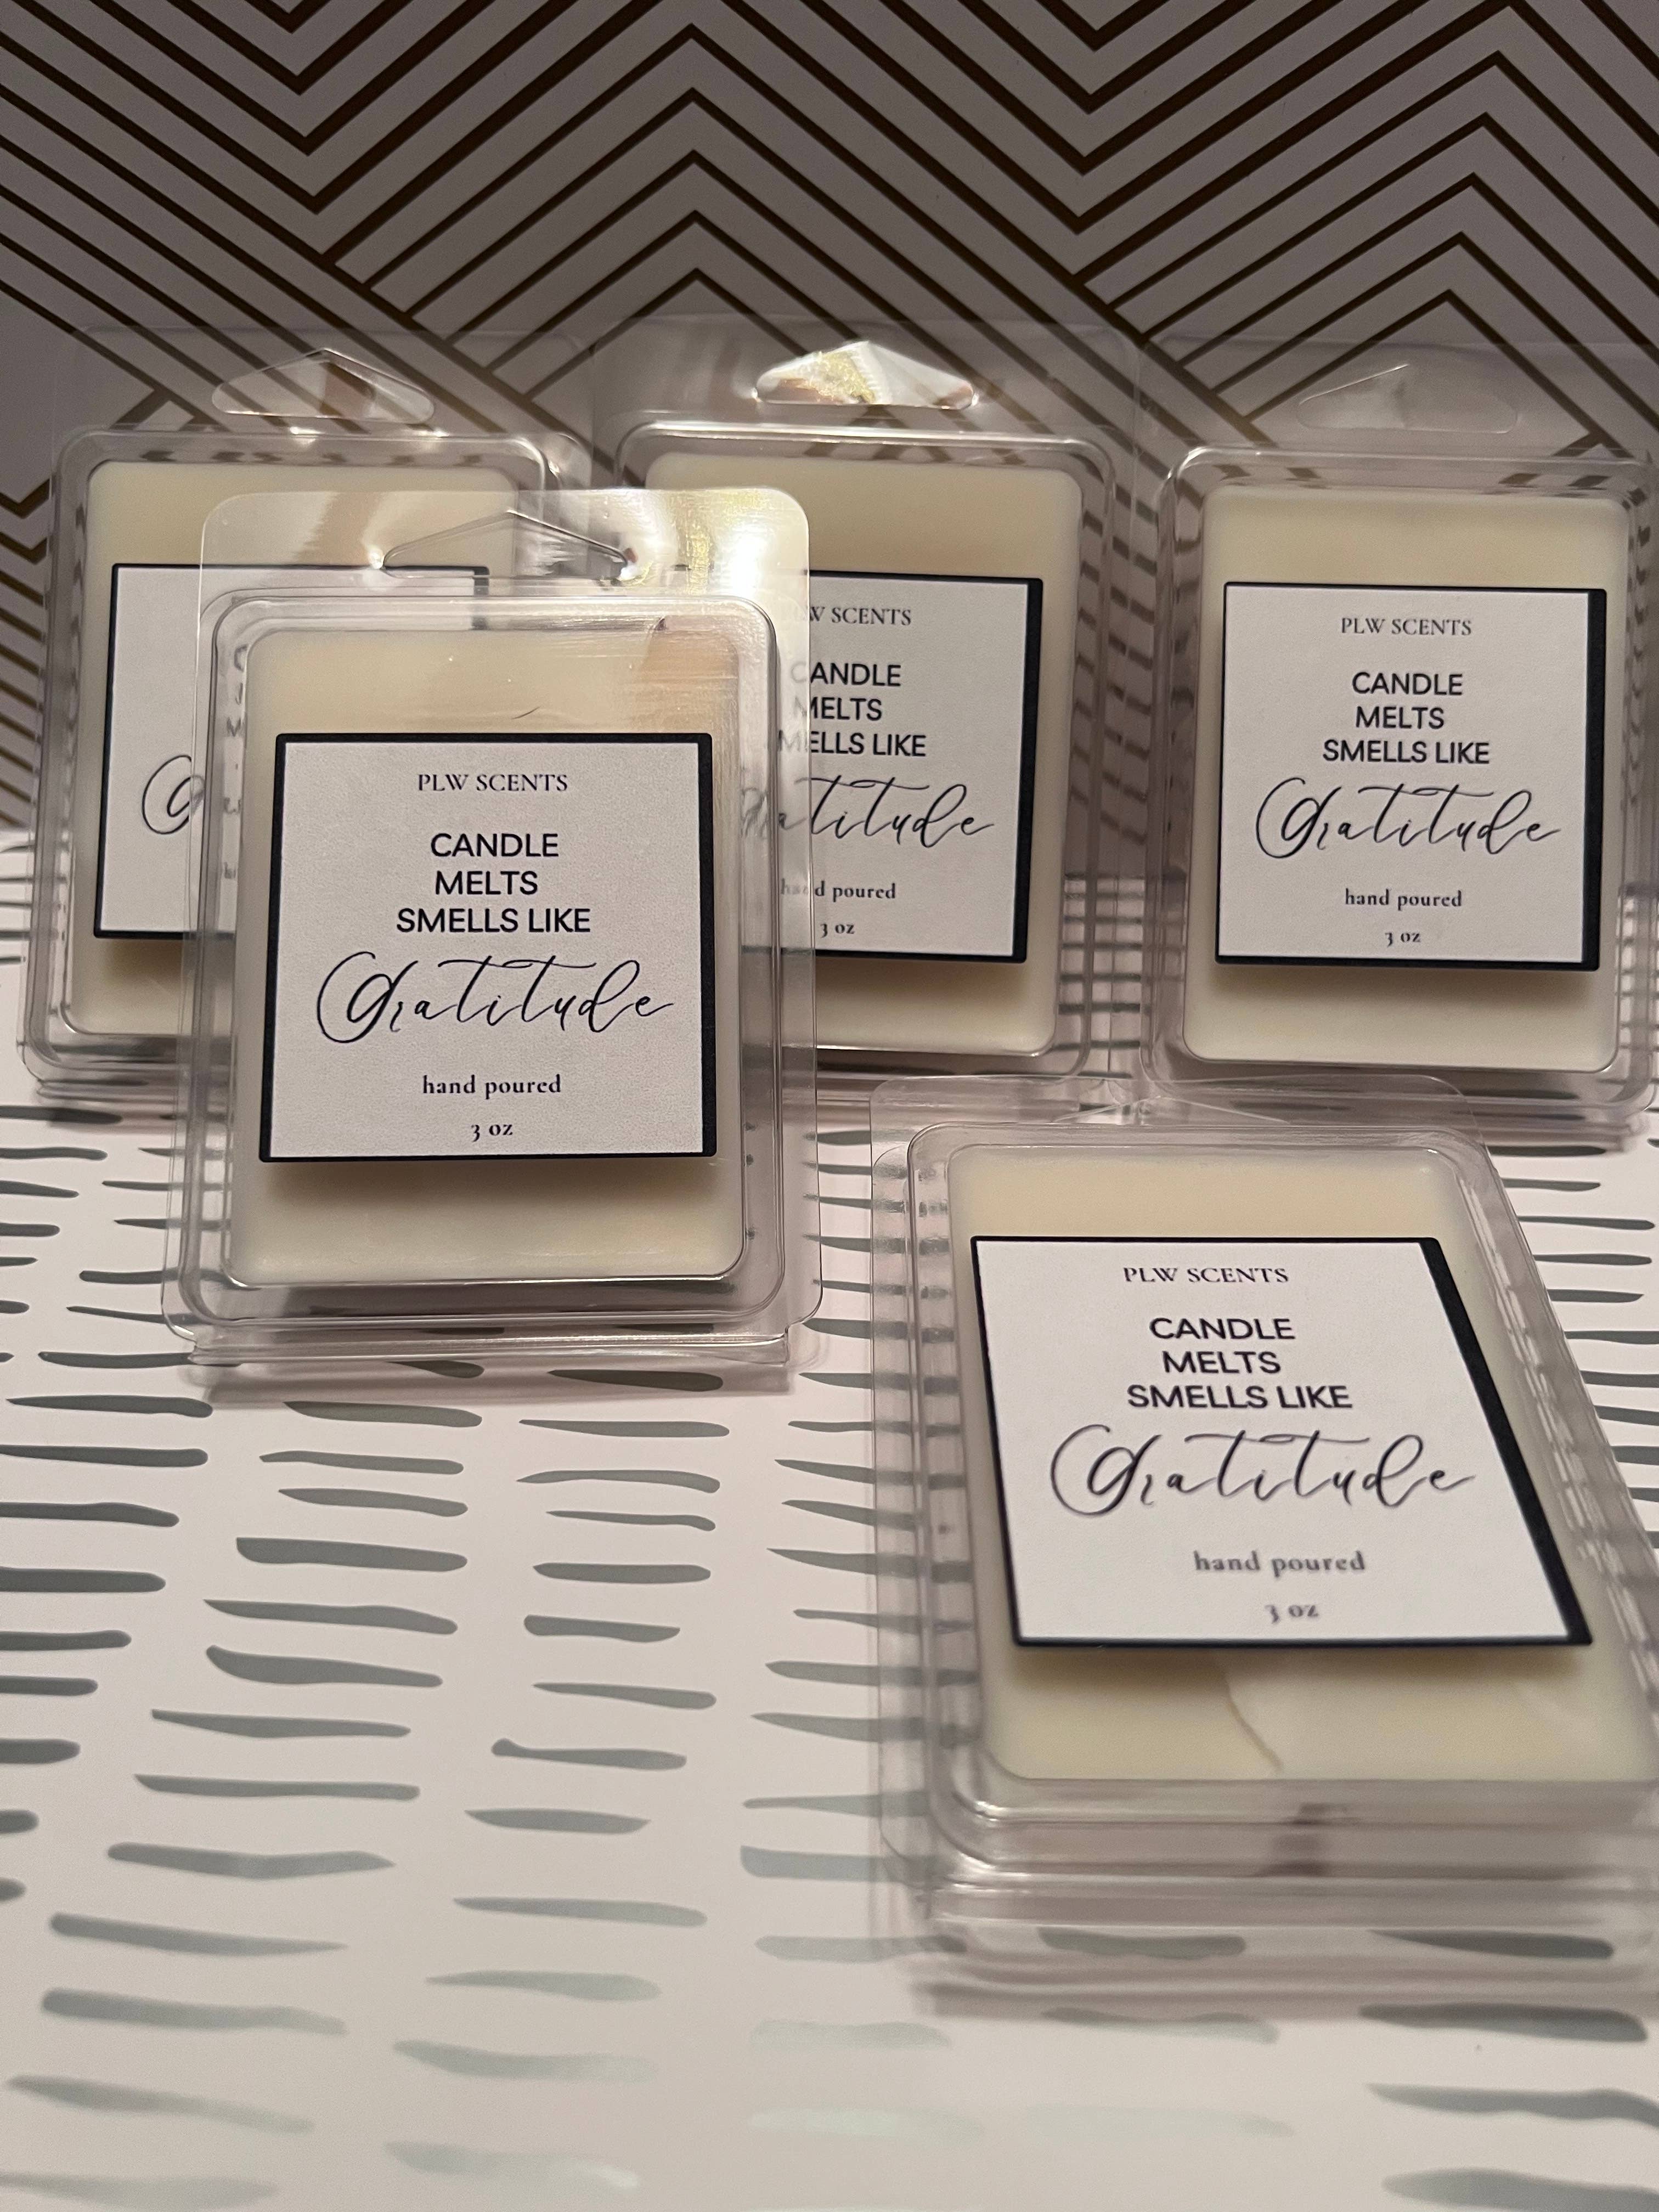 PLW SCENTS
CANDLE
MELTS
SMELLS LIKE
Gratitude
hand poured
3 oz
SCENTS
CANDLE
MELTS
SMELLS LIKE
Gratitude
hand poured
3 oz
PLW SCENTS
CANDLE
MELTS
SMELLS LIKE
Gratitude
hand poured
3 oz
PLW SCENTS
CANDLE
MELTS
SMELLS LIKE
Gratitude
hand poured
3 oz